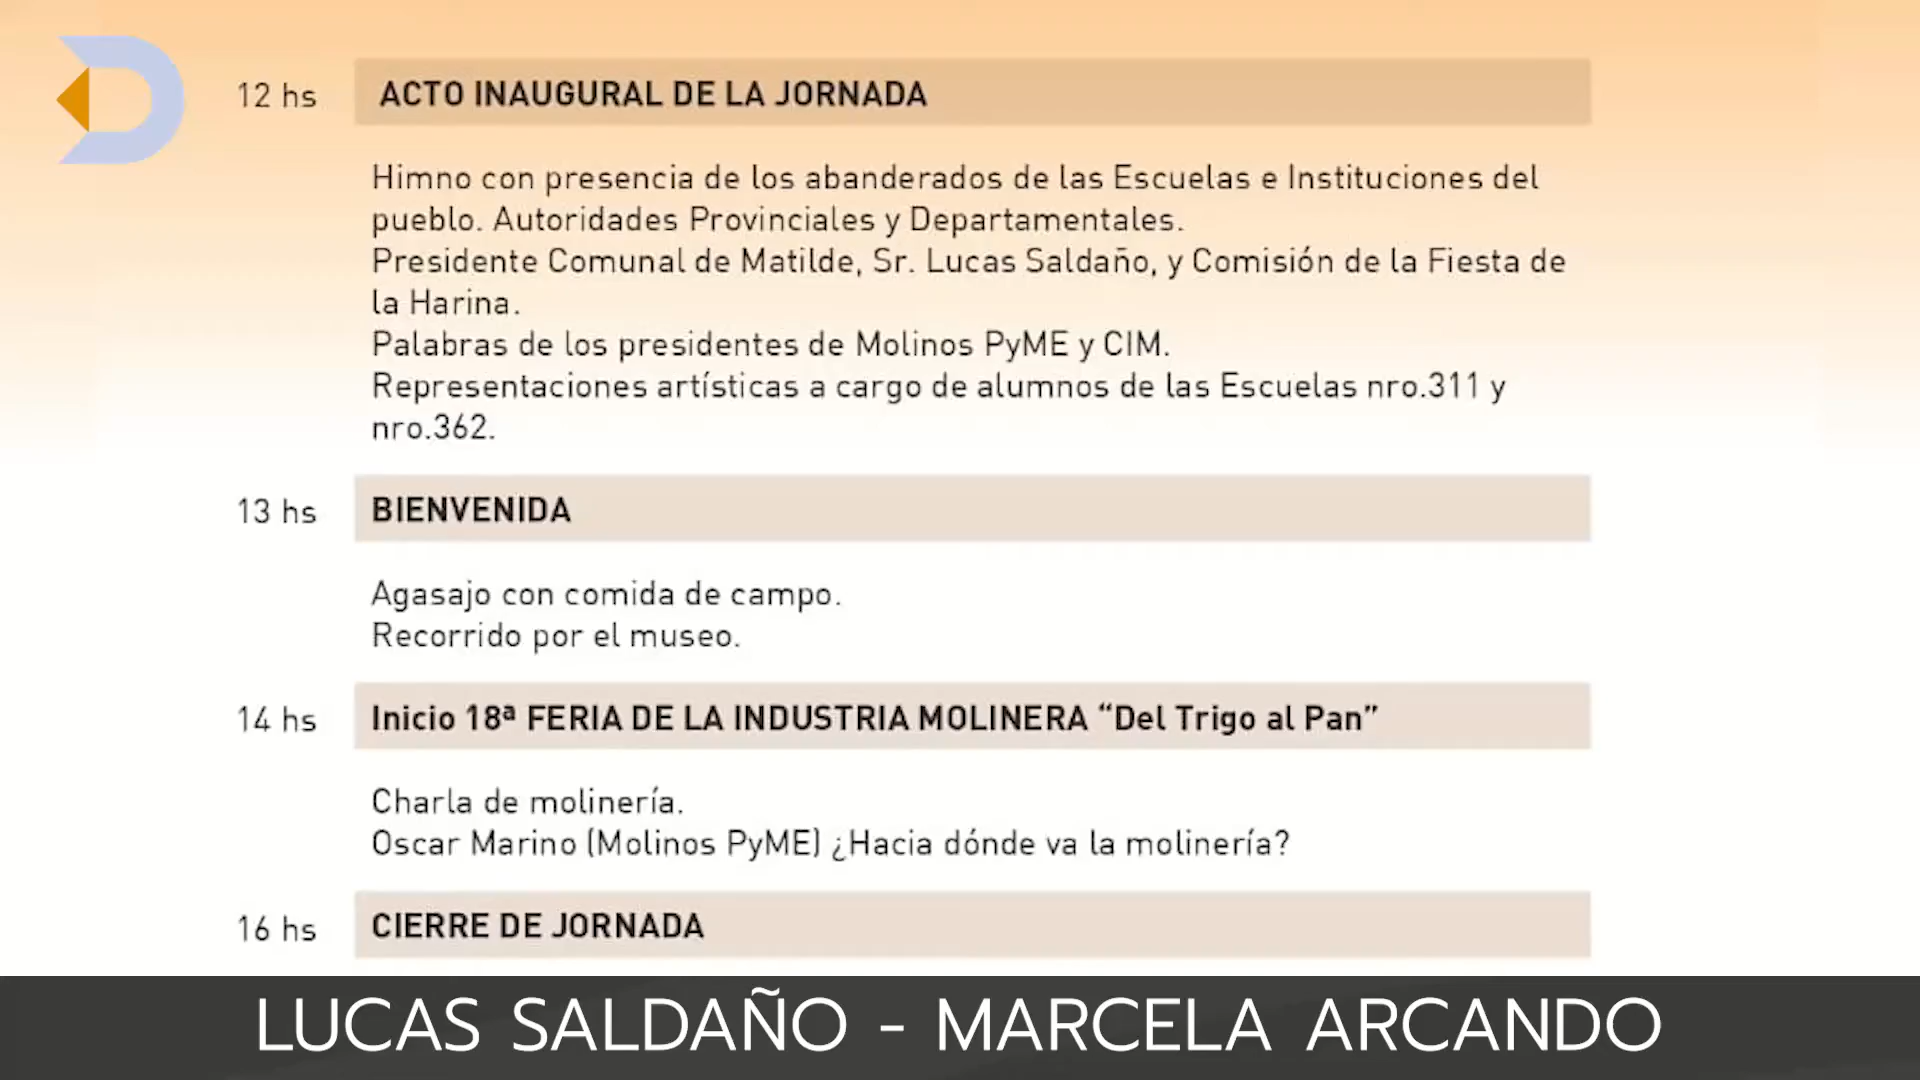 12 hs ACTO INAUGURAL DE LA JORNADA
Himno con presencia de los abanderados de las Escuelas e Instituciones del
pueblo. Autoridades Provinciales y Departamentales.
Presidente Comunal de Matilde, Sr. Lucas Saldaño, y Comisión de la Fiesta de
la Harina.
Palabras de los presidentes de Molinos PyME y CIM.
Representaciones artísticas a cargo de alumnos de las Escuelas nro.311 y
nro.362.
13 hs BIENVENIDA
Agasajo con comida de campo.
Recorrido por el museo.
14 hs Inicio 18ª FERIA DE LA INDUSTRIA MOLINERA “Del Trigo al Pan”
Charla de molinería.
Oscar Marino (Molinos PyME) ¿Hacia dónde va la molinería?
16 hs CIERRE DE JORNADA
LUCAS SALDAÑO - MARCELA ARCANDO